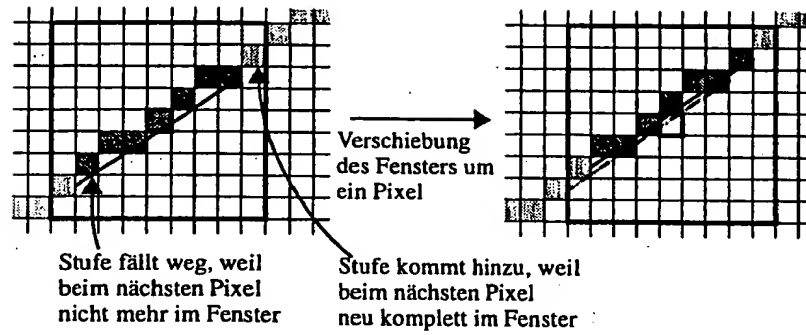 Verschiebung
des Fensters um
ein Pixel
Stufe fällt weg, weil
beim nächsten Pixel
nicht mehr im Fenster
Stufe kommt hinzu, weil
beim nächsten Pixel
neu komplett im Fenster